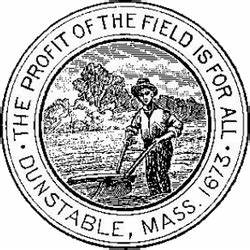 · THE PROFIT OF THE FIELD IS FOR ALL ·
DUNSTABLE, MASS. 1673.